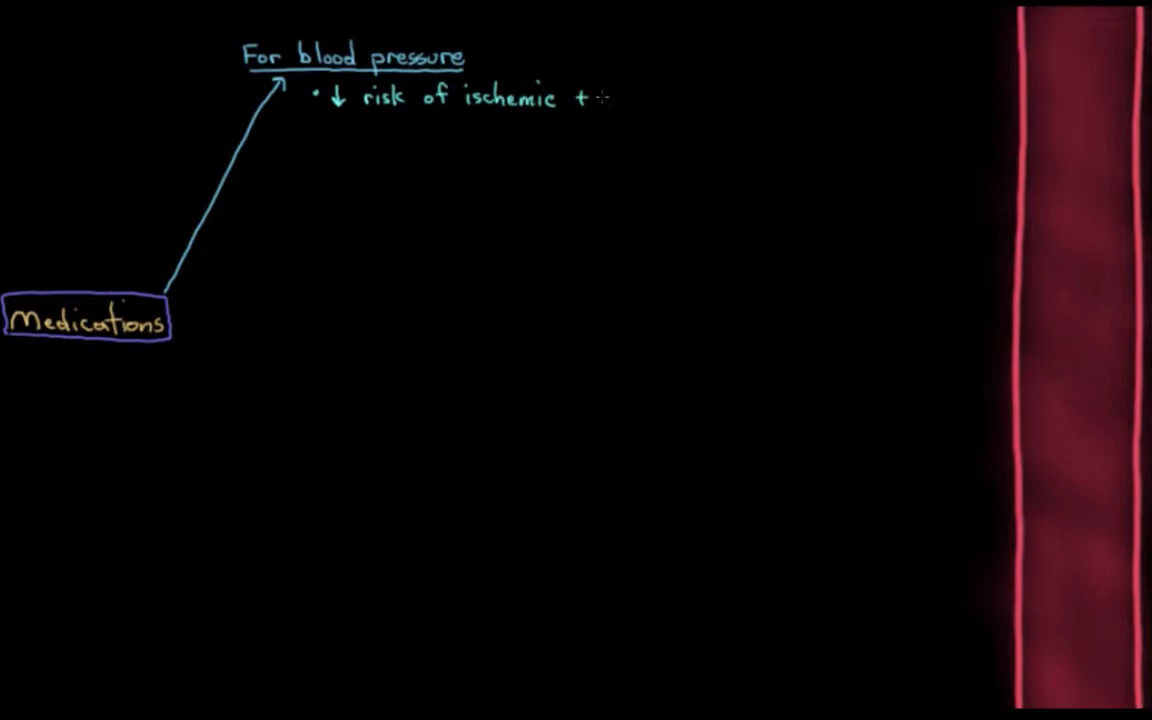 For blood pressure
• ↓ risk of ischemic +
Medications